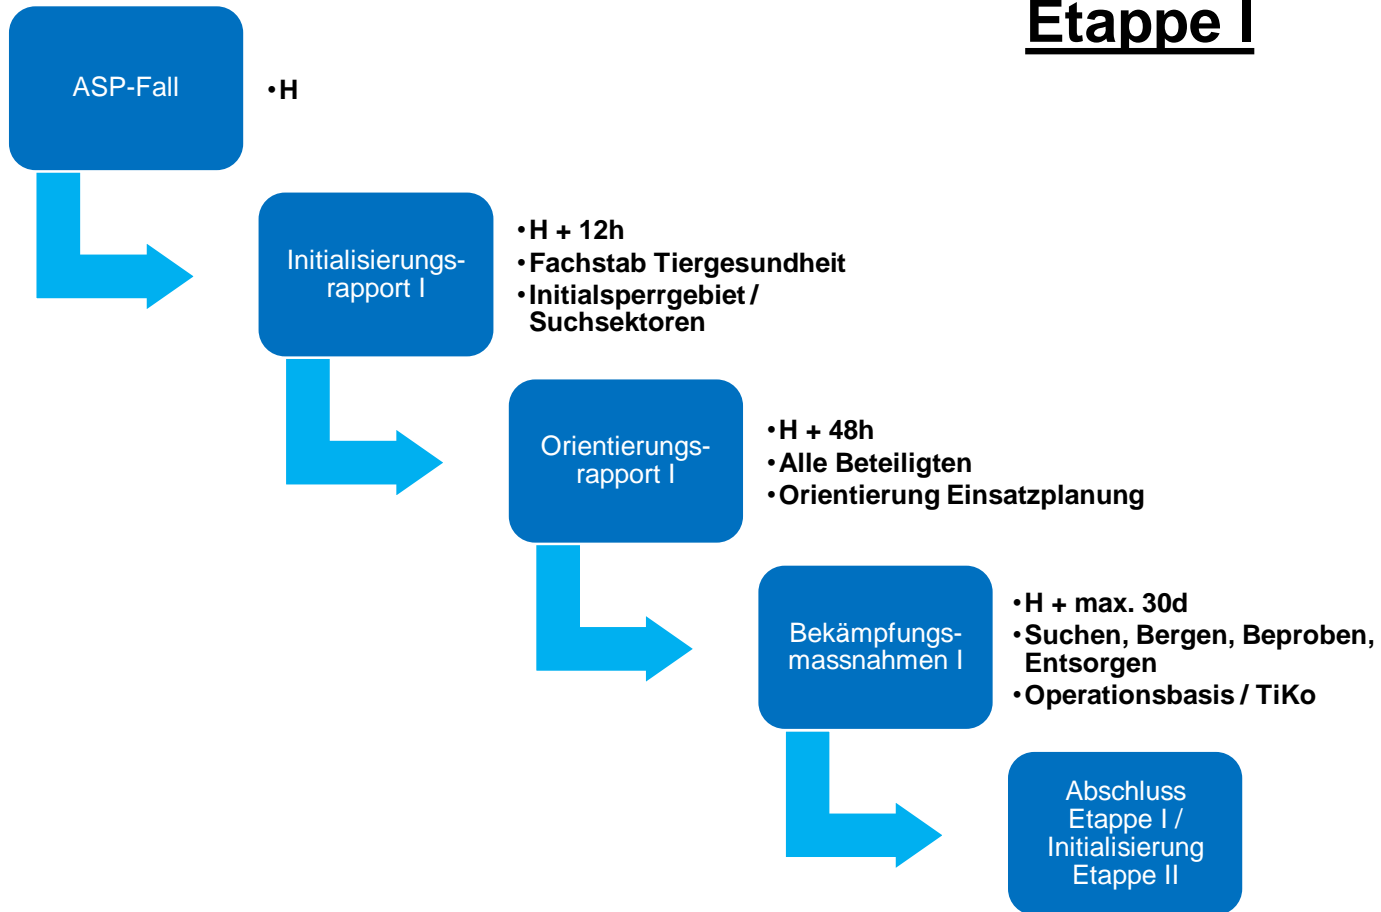 Etappe I
ASP-Fall
•H
Initialisierungs-
rapport I
•H + 12h
•Fachstab Tiergesundheit
•Initialsperrgebiet /
Suchsektoren
Orientierungs-
rapport I
•H + 48h
•Alle Beteiligten
•Orientierung Einsatzplanung
Bekämpfungs-
massnahmen I
•H + max. 30d
•Suchen, Bergen, Beproben,
Entsorgen
•Operationsbasis / TiKo
Abschluss
Etappe I /
Initialisierung
Etappe II